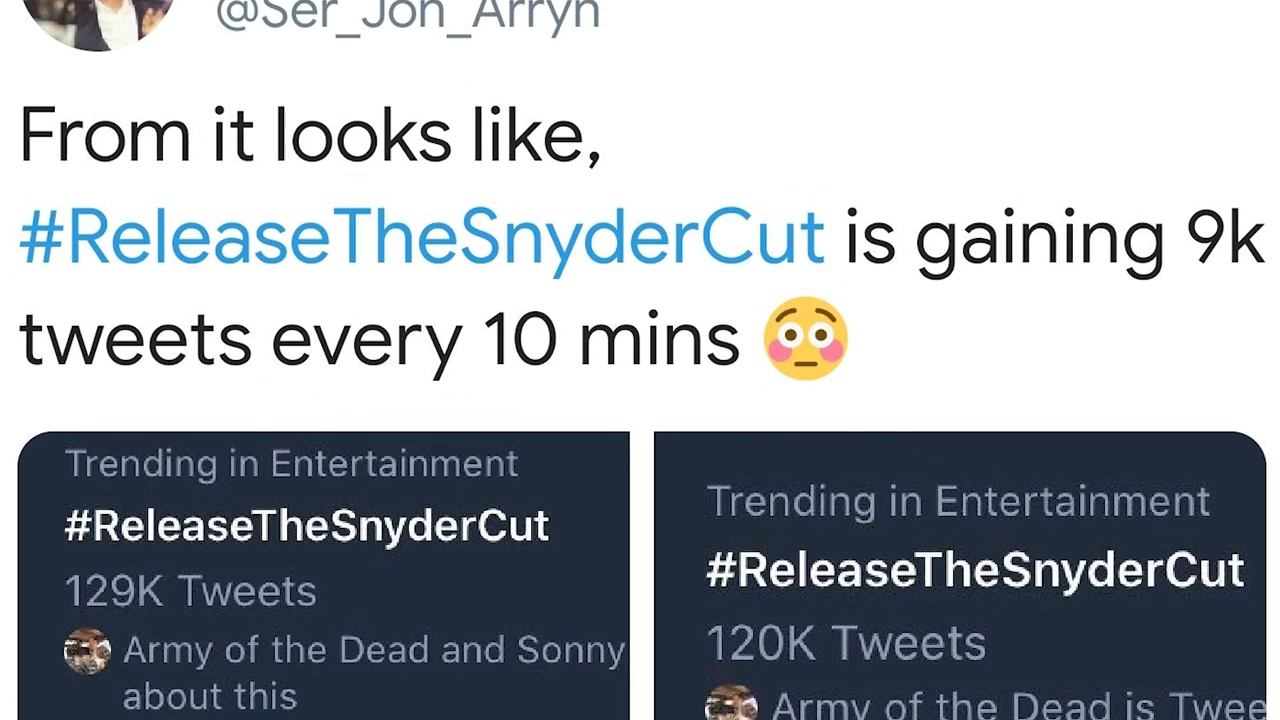 @Ser_Jon_Arryn
From it looks like,
#ReleaseTheSnyderCut is gaining 9k
tweets every 10 mins 😳
Trending in Entertainment
#ReleaseTheSnyderCut
129K Tweets
Army of the Dead and Sonny
about this
Trending in Entertainment
#ReleaseTheSnyderCut
120K Tweets
Army of the Dead is Twee